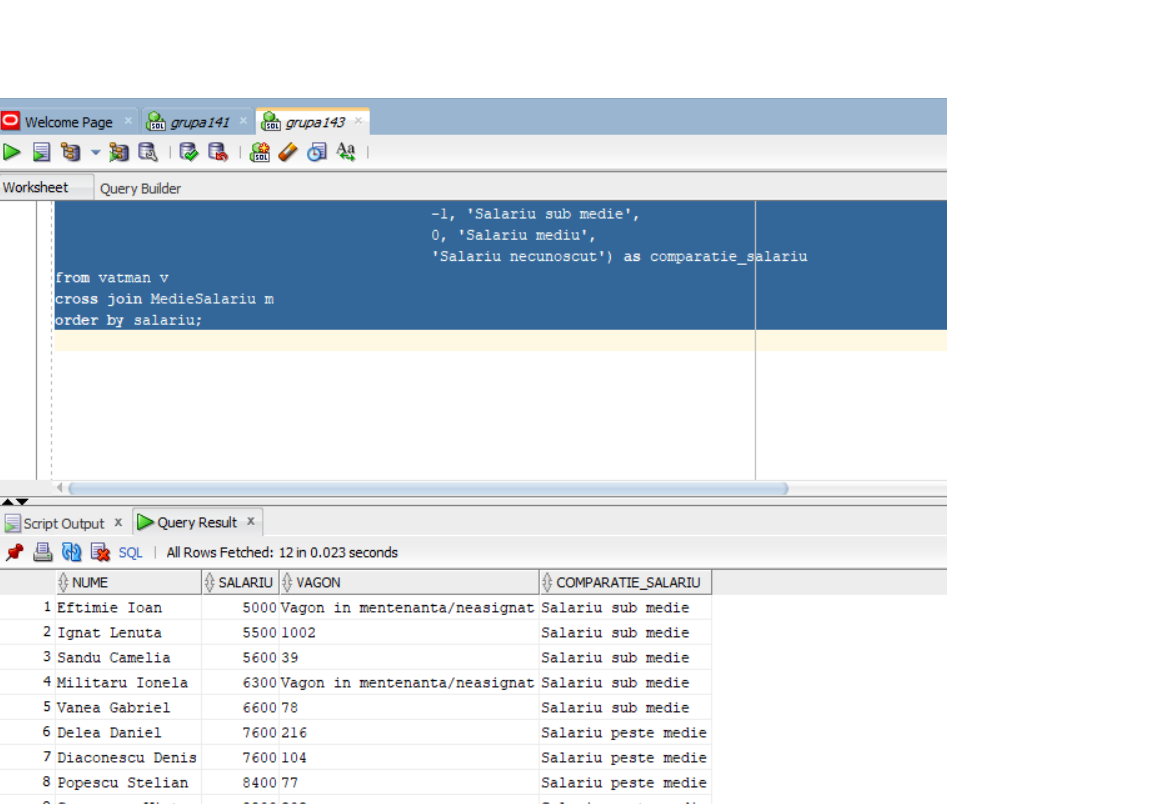 Welcome Page grupa141 grupa143
Worksheet Query Builder
-1, 'Salariu sub medie',
0, 'Salariu mediu',
'Salariu necunoscut') as comparatie_salariu
from vatman v
cross join MedieSalariu m
order by salariu;
Script Output x Query Result x
SQL | All Rows Fetched: 12 in 0.023 seconds
NUME SALARIU VAGON COMPARATIE_SALARIU
1 Eftimie Ioan 5000 Vagon in mentenanta/neasignat Salariu sub medie
2 Ignat Lenuta 5500 1002 Salariu sub medie
3 Sandu Camelia 5600 39 Salariu sub medie
4 Militaru Ionela 6300 Vagon in mentenanta/neasignat Salariu sub medie
5 Vanea Gabriel 6600 78 Salariu sub medie
6 Delea Daniel 7600 216 Salariu peste medie
7 Diaconescu Denis 7600 104 Salariu peste medie
8 Popescu Stelian 8400 77 Salariu peste medie